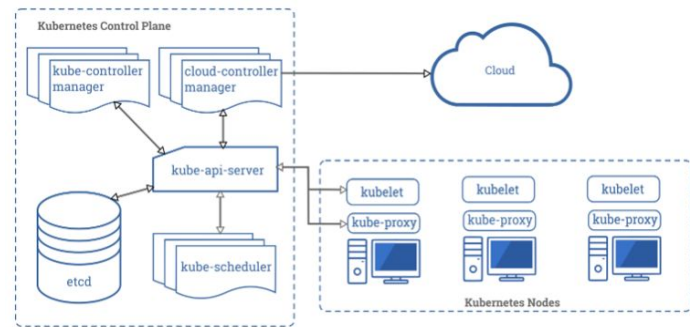 Kubernetes Control Plane
kube-controller
manager
cloud-controller
manager
Cloud
kube-api-server
kubelet
kubelet
kubelet
kube-proxy
kube-proxy
kube-proxy
etcd
kube-scheduler
Kubernetes Nodes